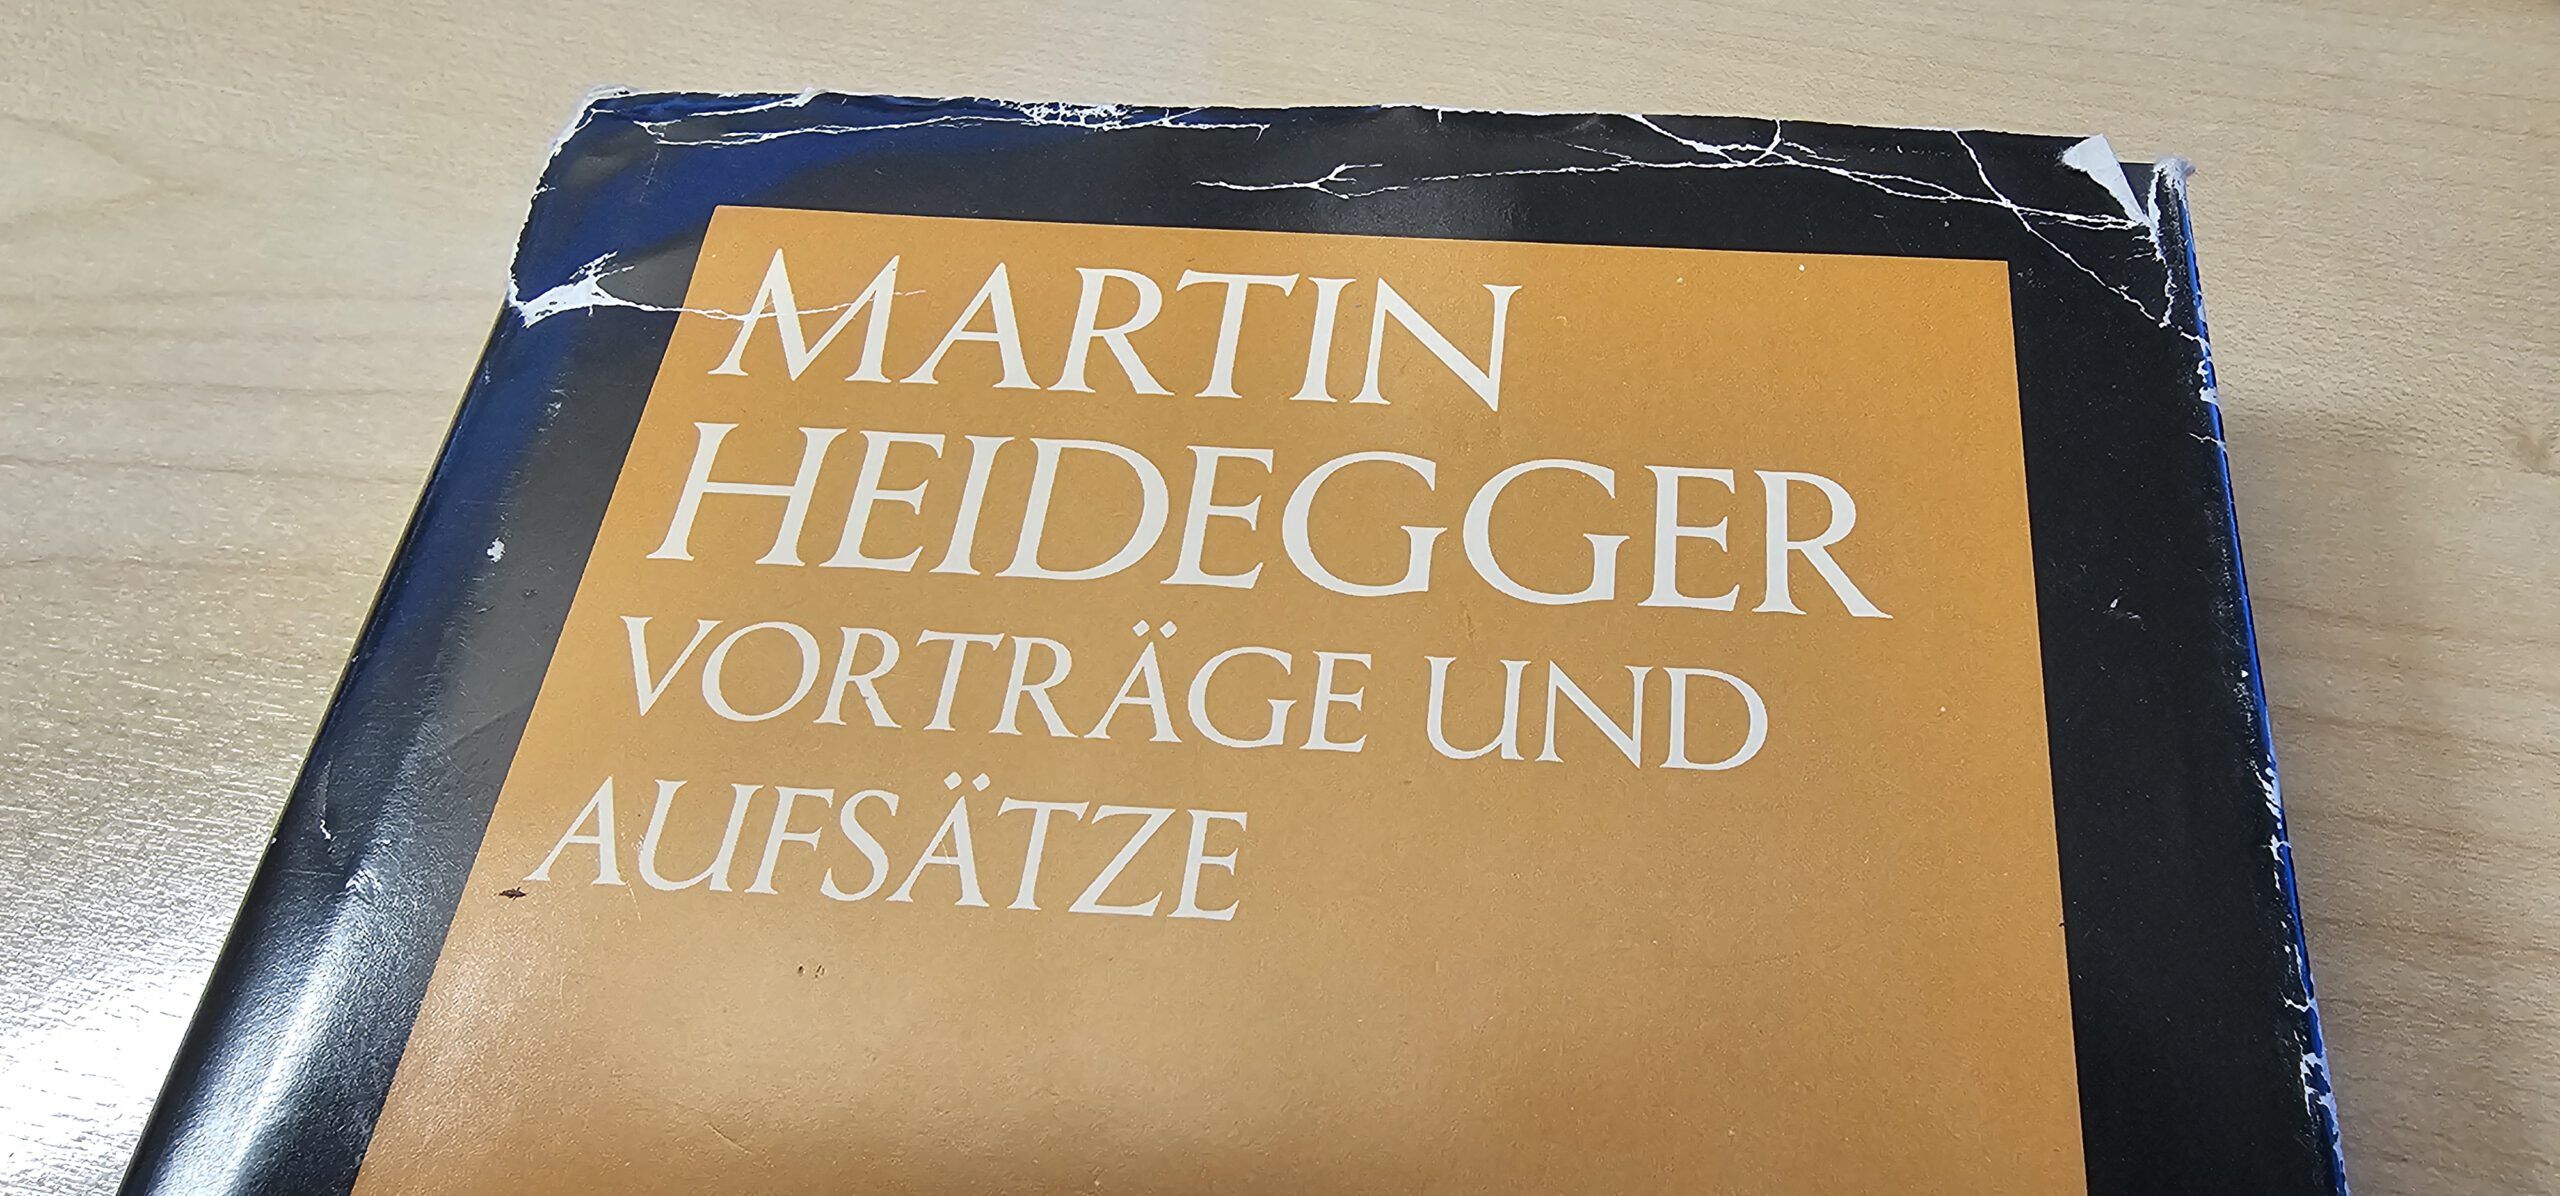 MARTIN
HEIDEGGER
VORTRÄGE UND
AUFSÄTZE